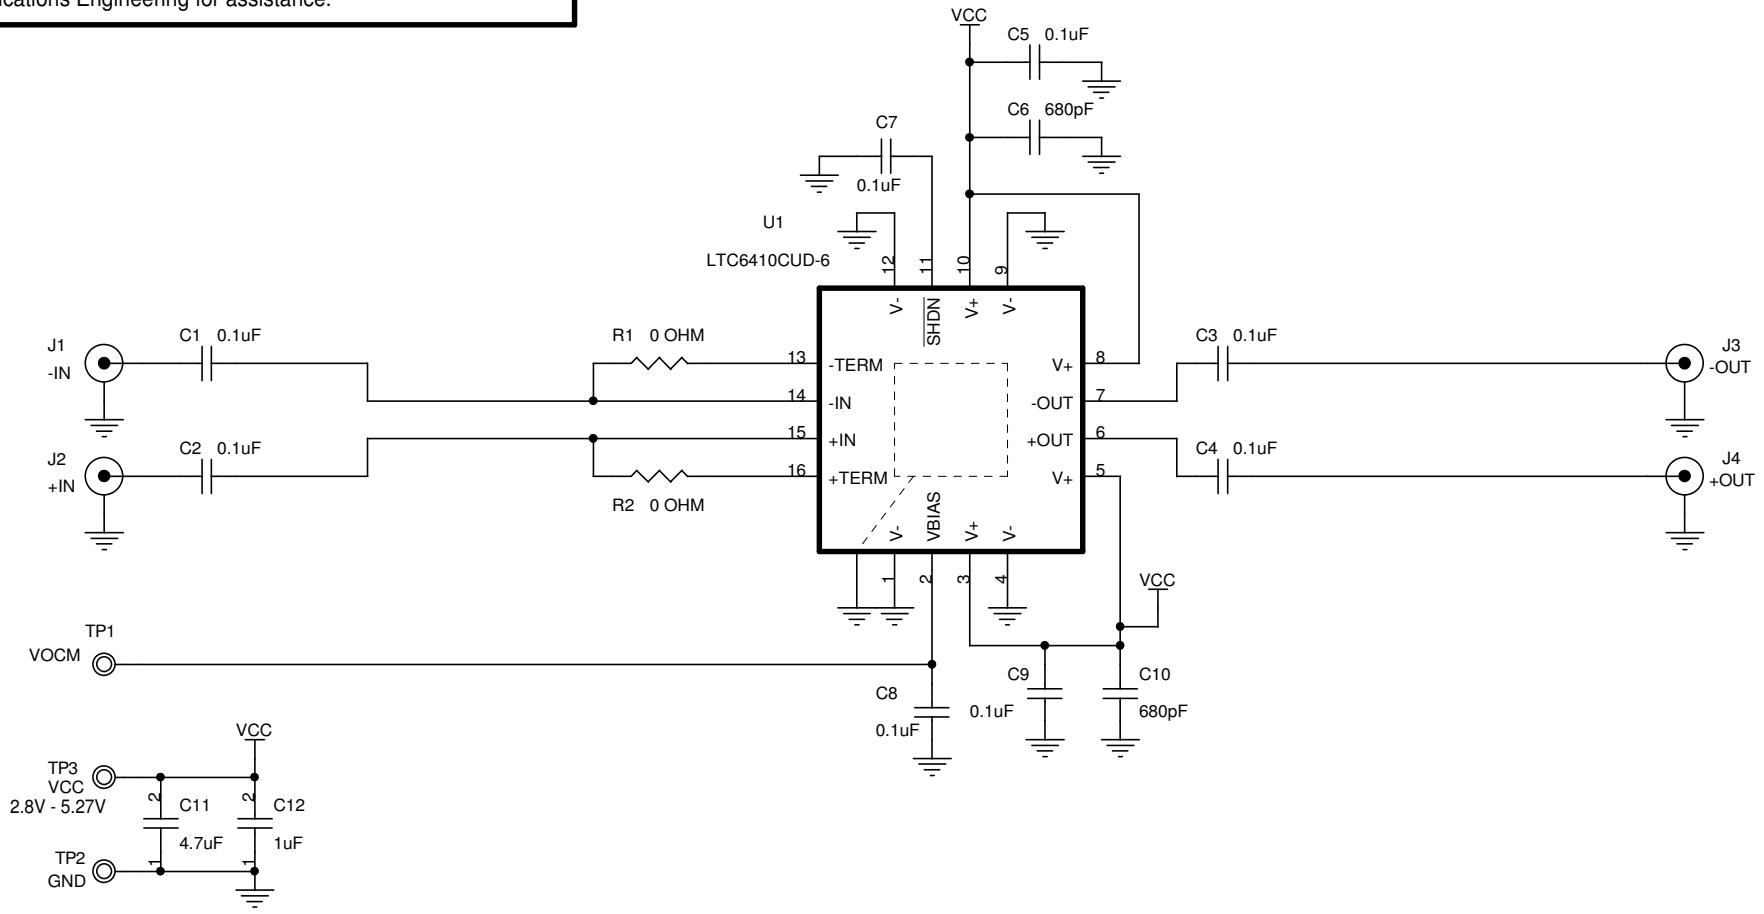 ications Engineering for assistance.
VCC
C5 0.1uF
C6 680pF
C7
0.1uF
U1
LTC6410CUD-6
12
11
10
9
V-
SHDN
V+
V-
J1
-IN
C1 0.1uF
R1 0 OHM
13
-TERM
14
-IN
15
+IN
16
+TERM
R2 0 OHM
J2
+IN
C2 0.1uF
V+
8
-OUT
7
+OUT
6
V+
5
C3 0.1uF
J3
-OUT
C4 0.1uF
J4
+OUT
V-
VBIAS
V+
V-
1
2
3
4
VCC
TP1
VOCM
C8
0.1uF
C9
0.1uF
C10
680pF
VCC
TP3
VCC
2.8V - 5.27V
2
C11
4.7uF
1
2
C12
1uF
1
TP2
GND